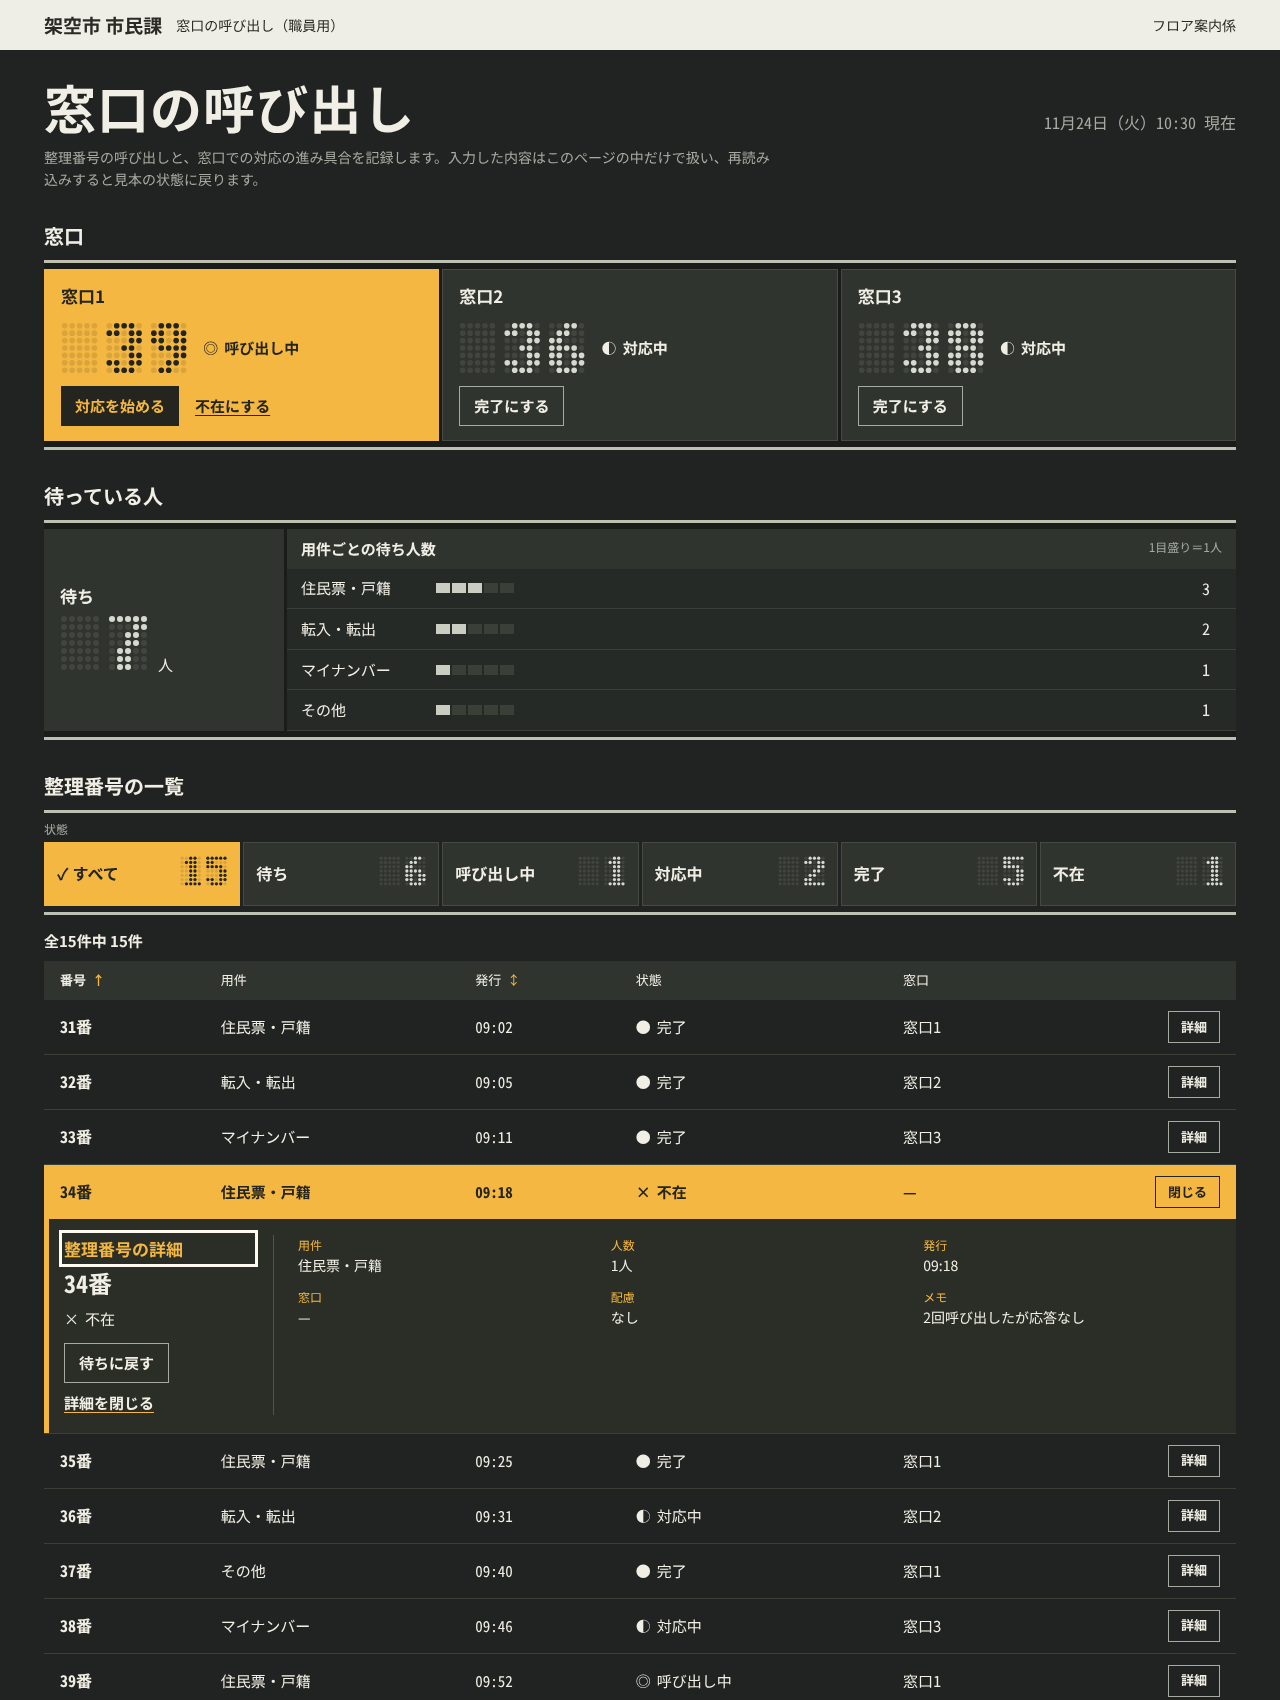 架空市 市民課 窓口の呼び出し（職員用） フロア案内係
窓口の呼び出し
11月24日（火）10:30 現在
整理番号の呼び出しと、窓口での対応の進み具合を記録します。入力した内容はこのページの中だけで扱い、再読み
込みすると見本の状態に戻ります。
窓口
窓口1 窓口2 窓口3
39 ◎ 呼び出し中 36 ◐ 対応中 38 ◐ 対応中
対応を始める 不在にする 完了にする 完了にする
待っている人
待ち
7 人
用件ごとの待ち人数 1目盛り＝1人
住民票・戸籍 3
転入・転出 2
マイナンバー 1
その他 1
整理番号の一覧
状態
✓ すべて 15 待ち 6 呼び出し中 1 対応中 2 完了 5 不在 1
全15件中 15件
番号 ↑ 用件 発行 ↕ 状態 窓口
31番 住民票・戸籍 09:02 ● 完了 窓口1 詳細
32番 転入・転出 09:05 ● 完了 窓口2 詳細
33番 マイナンバー 09:11 ● 完了 窓口3 詳細
34番 住民票・戸籍 09:18 × 不在 — 閉じる
整理番号の詳細
34番
× 不在
待ちに戻す
詳細を閉じる
用件 人数 発行
住民票・戸籍 1人 09:18
窓口 配慮 メモ
— なし 2回呼び出したが応答なし
35番 住民票・戸籍 09:25 ● 完了 窓口1 詳細
36番 転入・転出 09:31 ◐ 対応中 窓口2 詳細
37番 その他 09:40 ● 完了 窓口1 詳細
38番 マイナンバー 09:46 ◐ 対応中 窓口3 詳細
39番 住民票・戸籍 09:52 ◎ 呼び出し中 窓口1 詳細